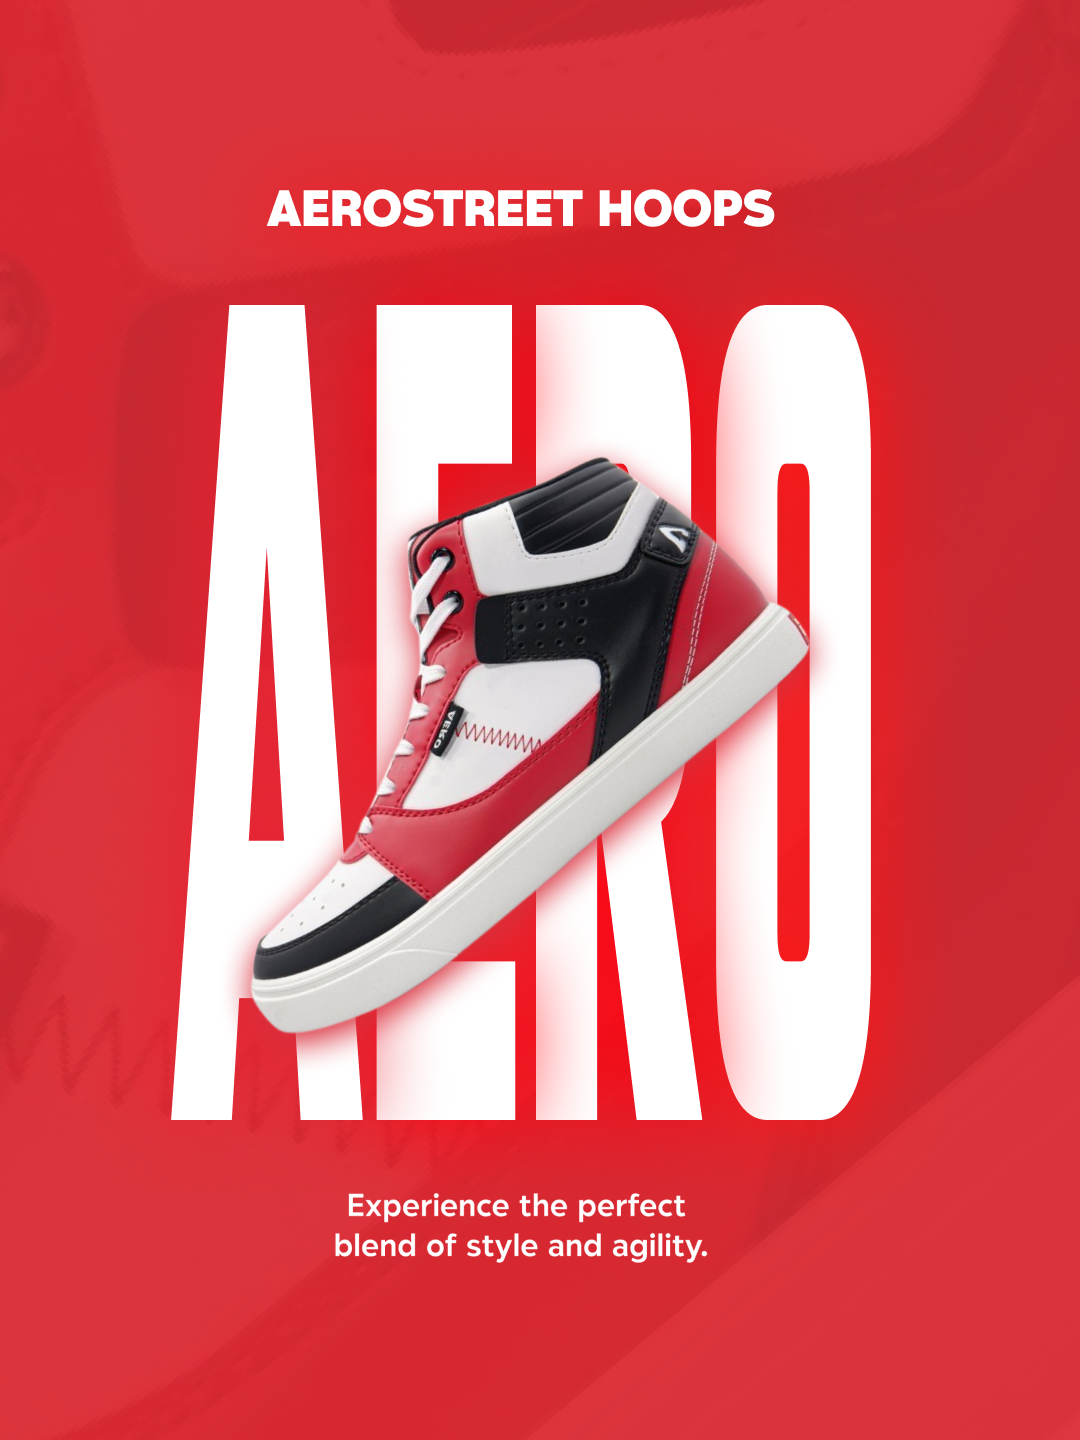 AEROSTREET HOOPS
AERO
AERO
Experience the perfect
blend of style and agility.